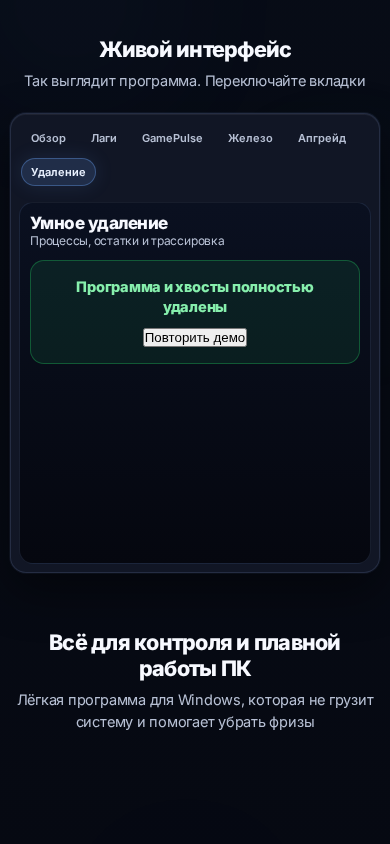 Живой интерфейс
Так выглядит программа. Переключайте вкладки
Обзор Лаги GamePulse Железо Апгрейд
Удаление
Умное удаление
Процессы, остатки и трассировка
Программа и хвосты полностью
удалены
Повторить демо
Всё для контроля и плавной
работы ПК
Лёгкая программа для Windows, которая не грузит
систему и помогает убрать фризы